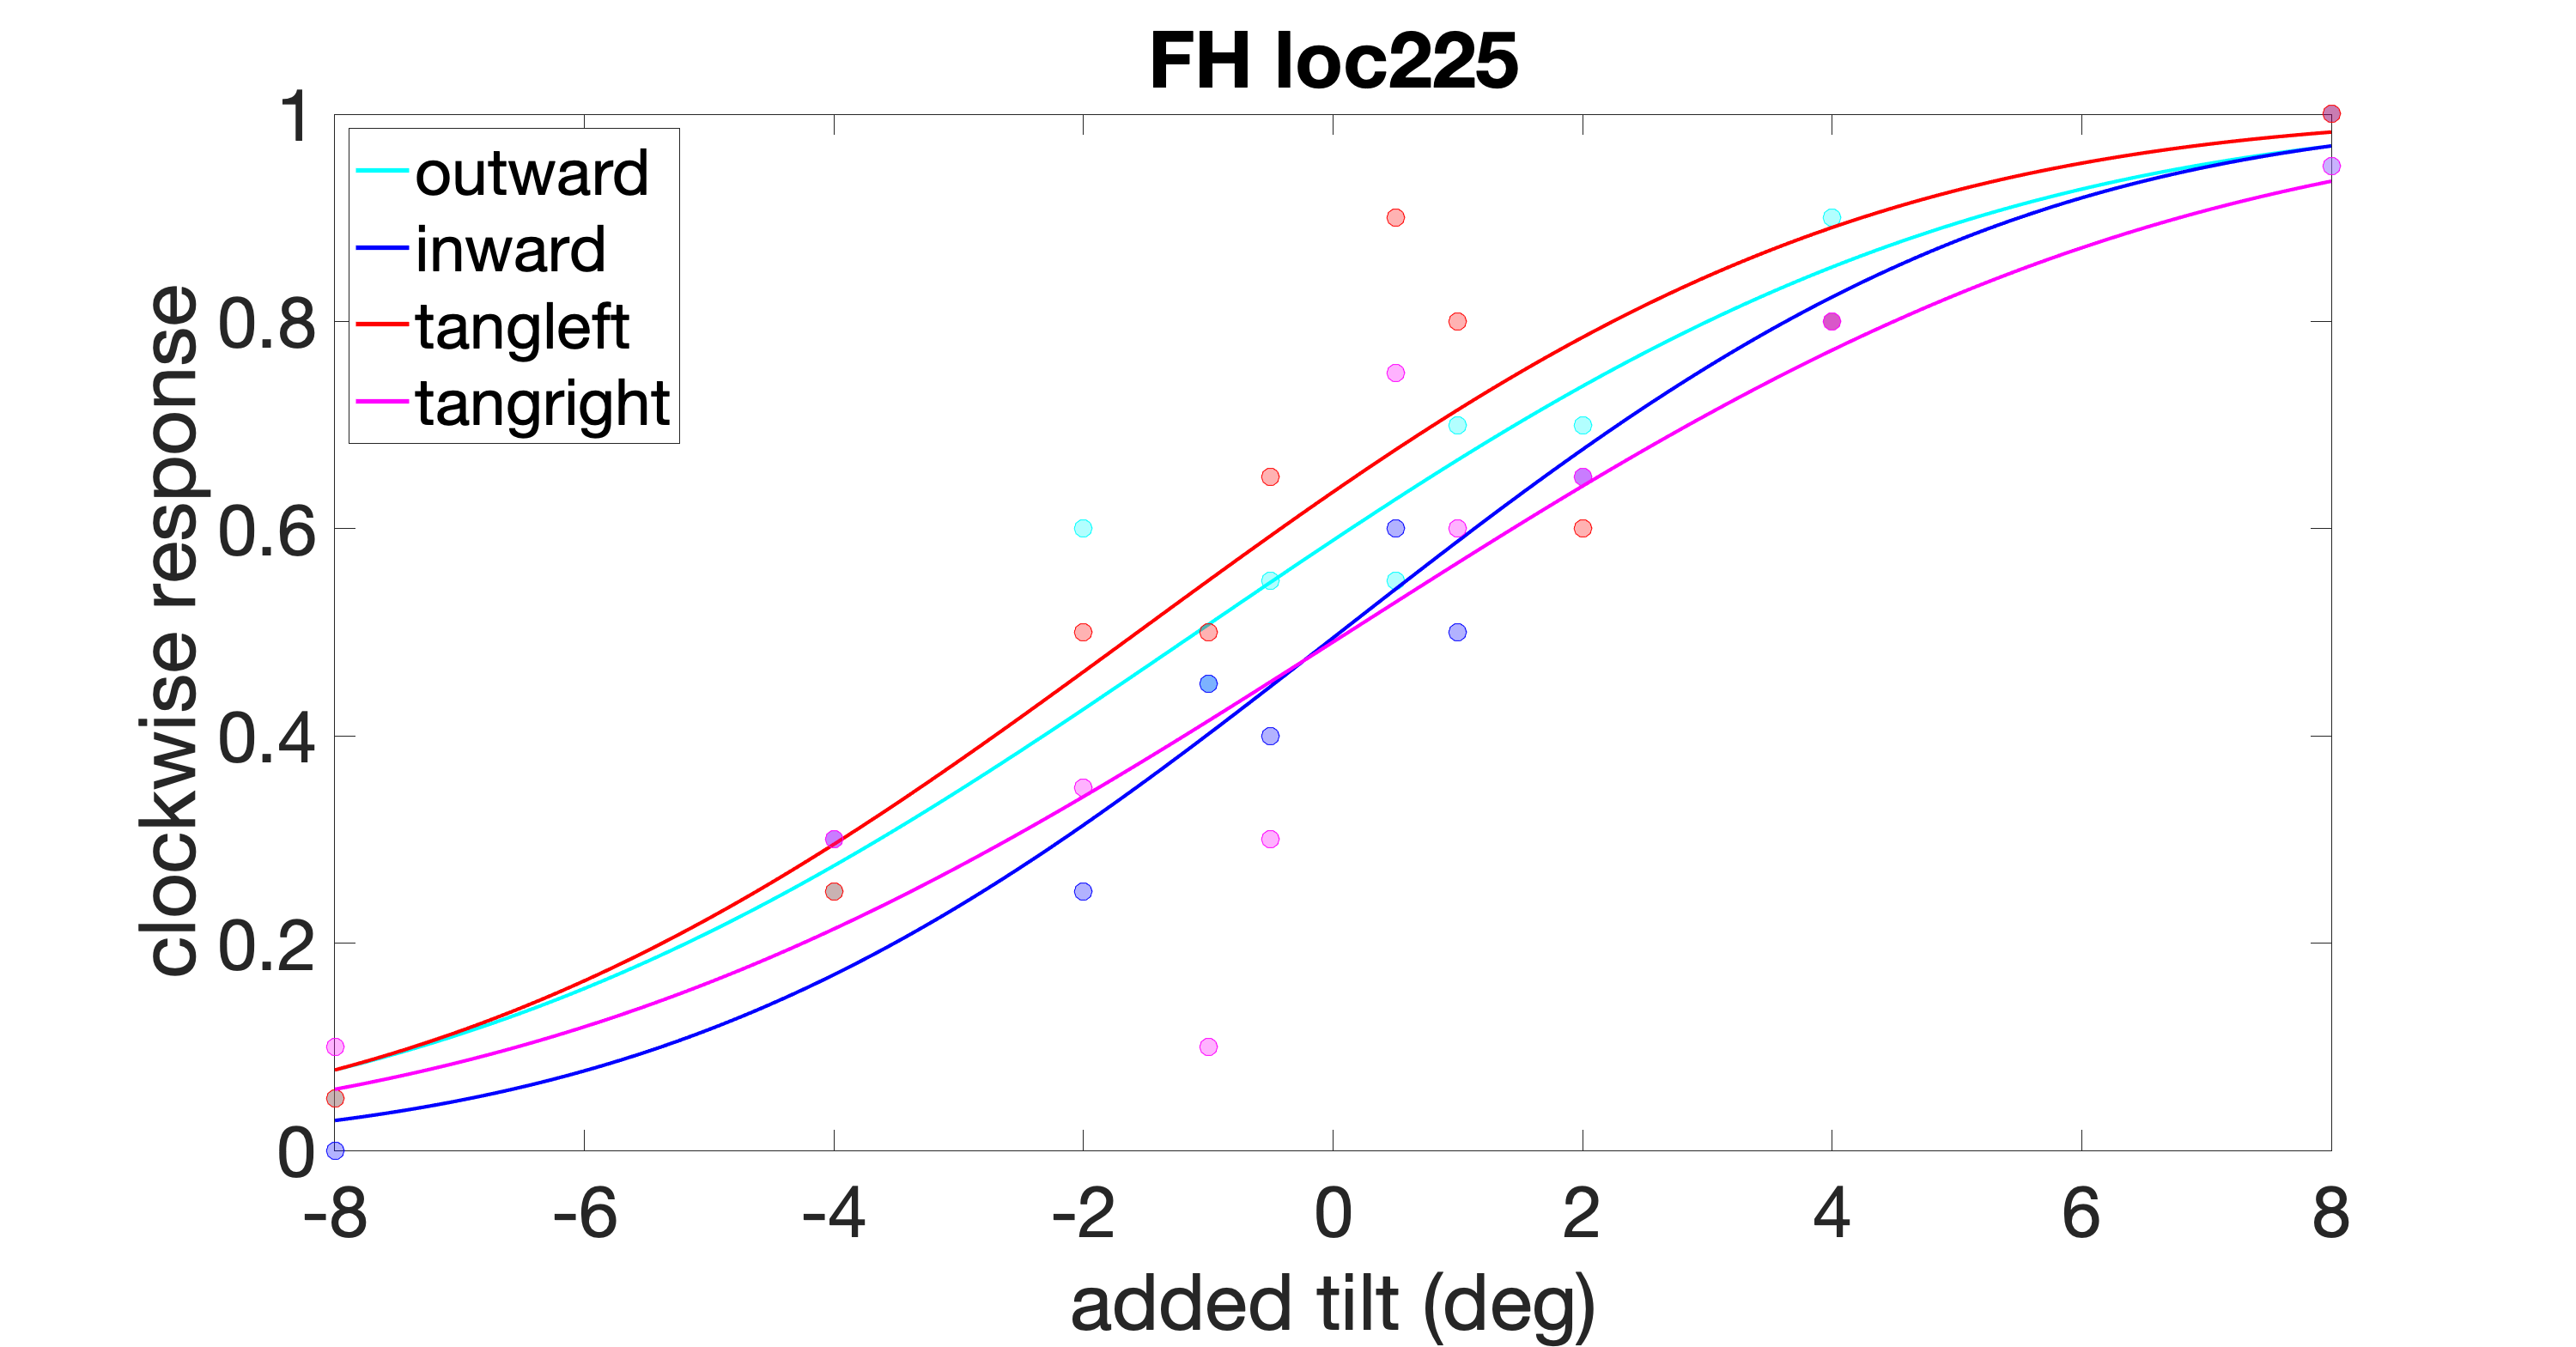 FH loc225
outward
inward
tangleft
tangright
clockwise response
1
0.8
0.6
0.4
0.2
0
-8 -6 -4 -2 0 2 4 6 8
added tilt (deg)